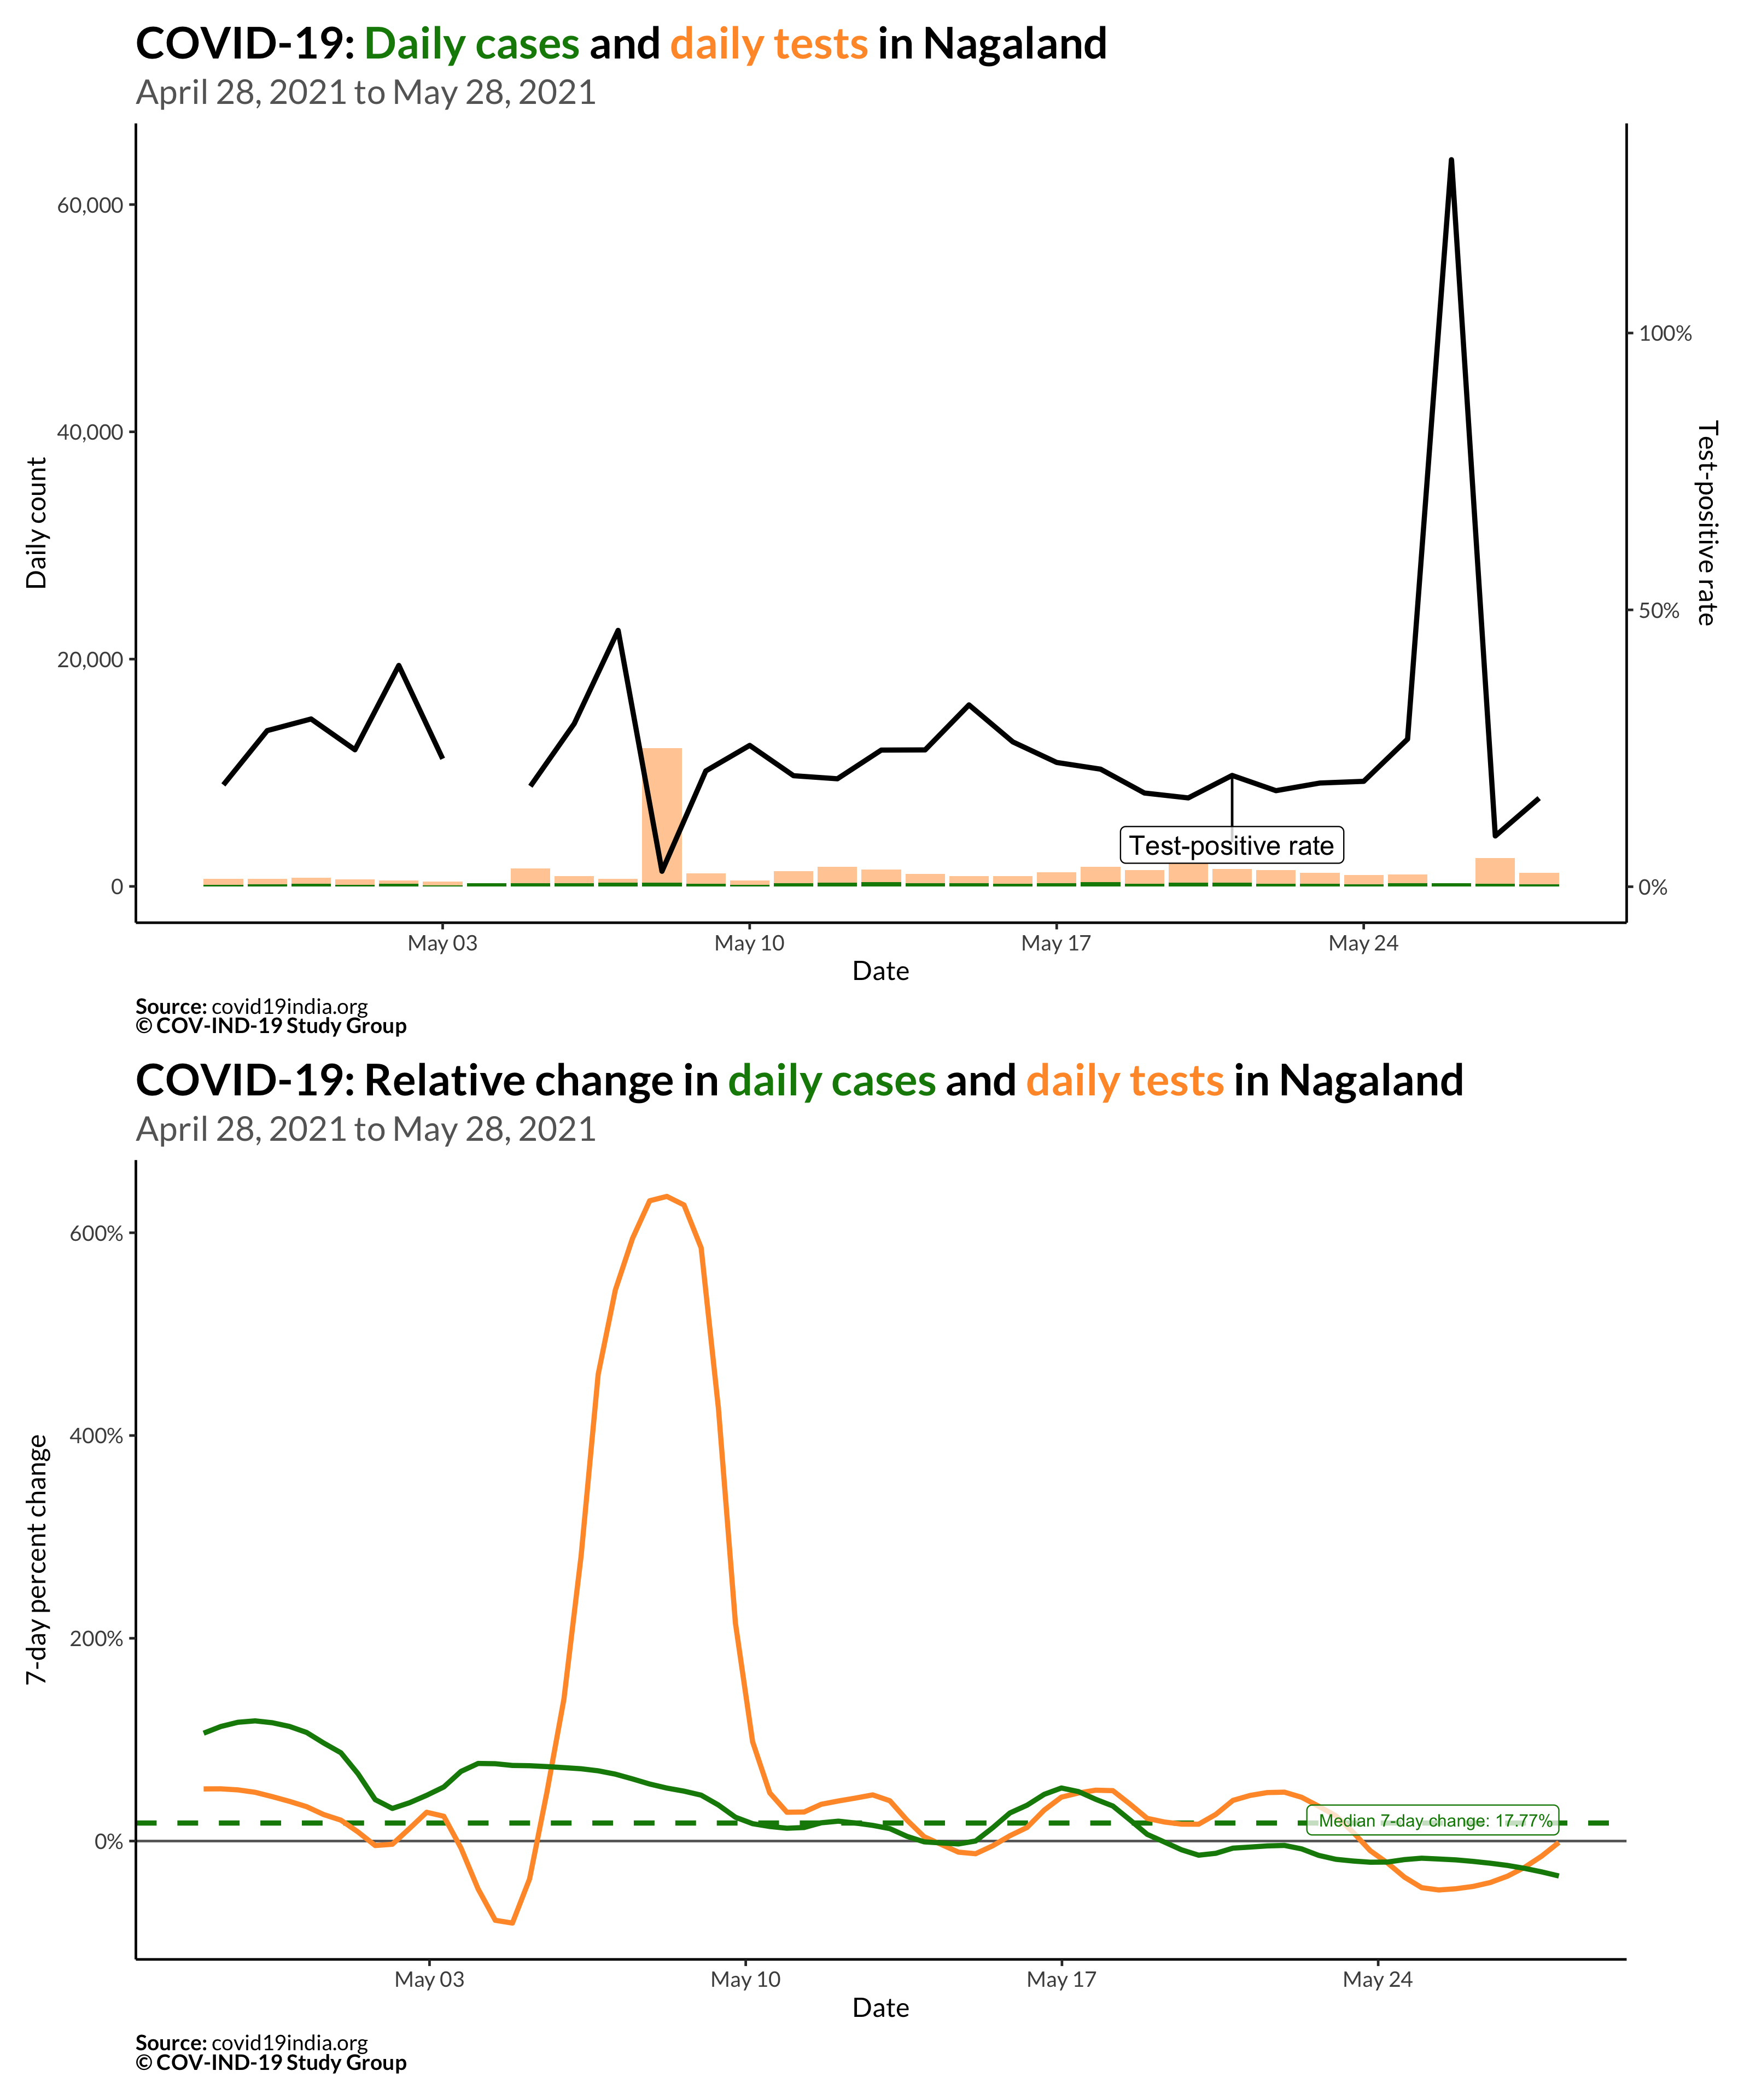 COVID-19: Daily cases and daily tests in Nagaland
April 28, 2021 to May 28, 2021
60,000
40,000
20,000
0
Daily count
100%
50%
0%
Test-positive rate
Test-positive rate
May 03
May 10
May 17
May 24
Date
Source: covid19india.org
© COV-IND-19 Study Group
COVID-19: Relative change in daily cases and daily tests in Nagaland
April 28, 2021 to May 28, 2021
600%
400%
200%
0%
7-day percent change
Median 7-day change: 17.77%
May 03
May 10
May 17
May 24
Date
Source: covid19india.org
© COV-IND-19 Study Group